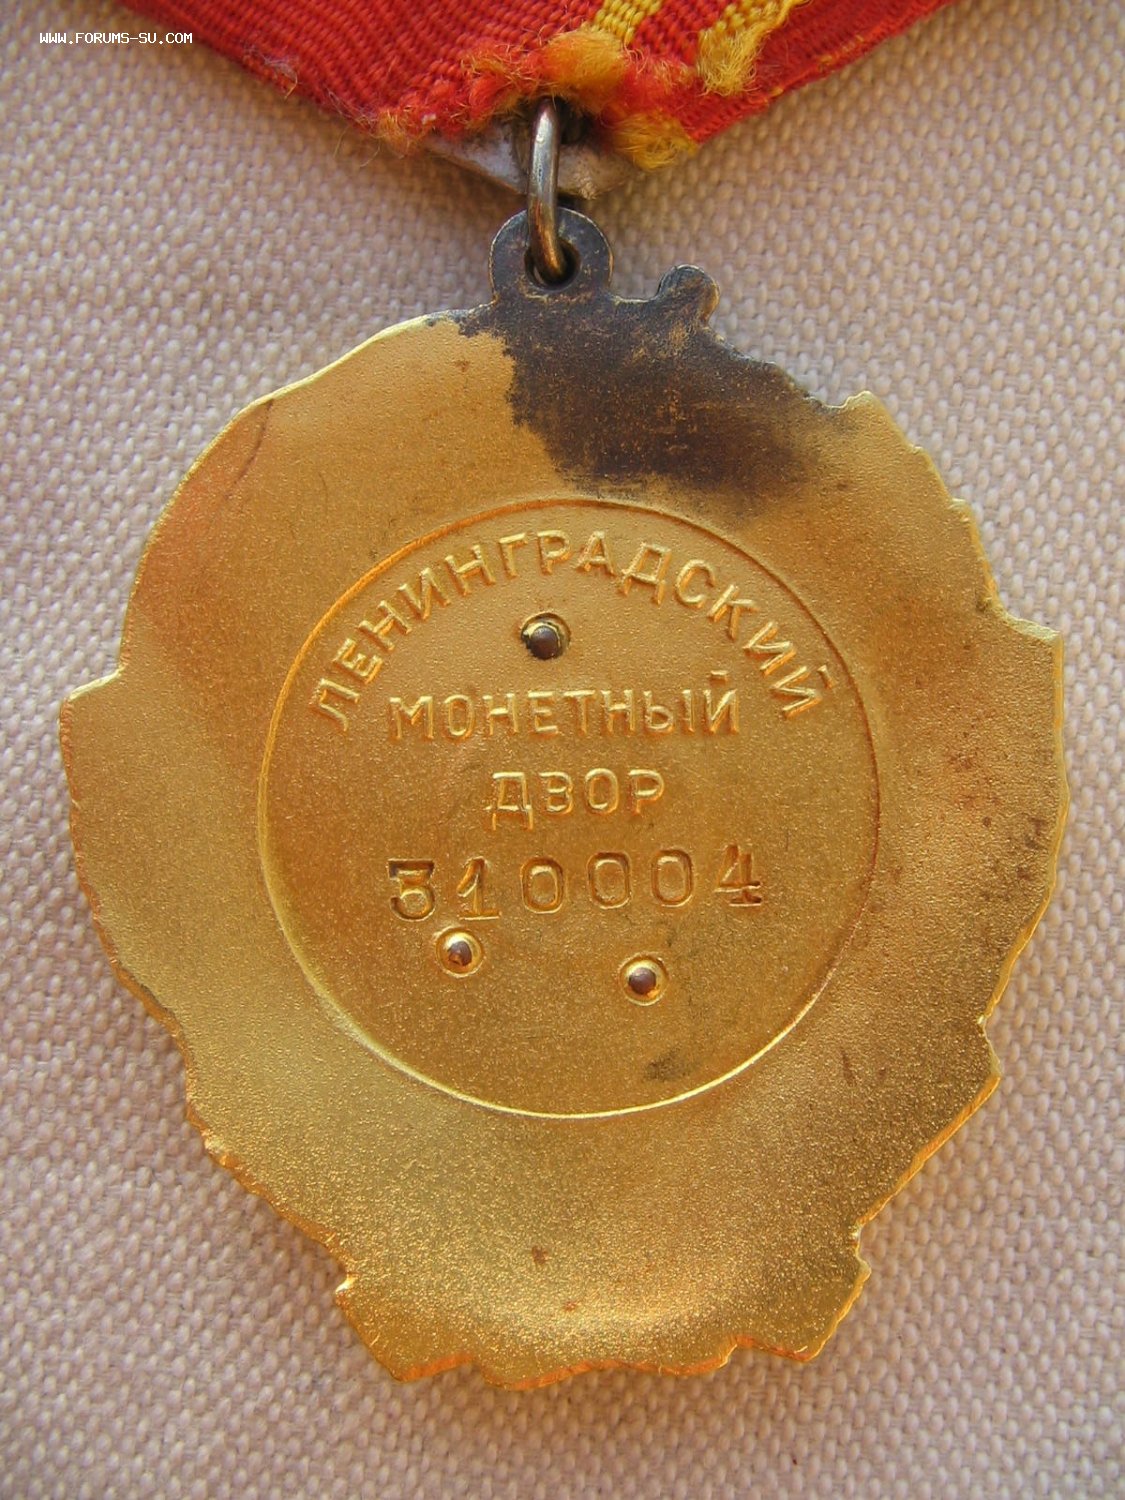 WWW.FORUMS-SU.COM
ЛЕНИНГРАДСКИЙ
МОНЕТНЫЙ
ДВОР
310004